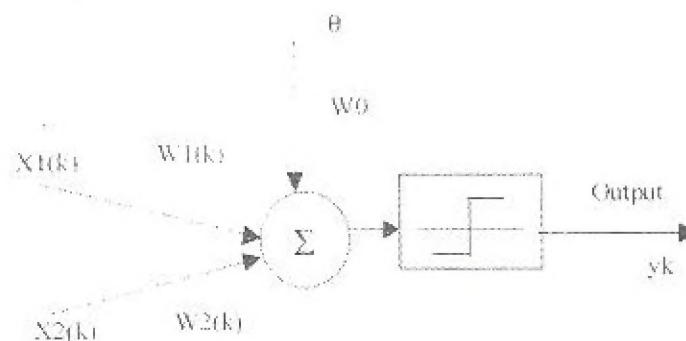 θ
W0
X1(k)
W1(k)
Σ
Output
yk
X2(k)
W2(k)